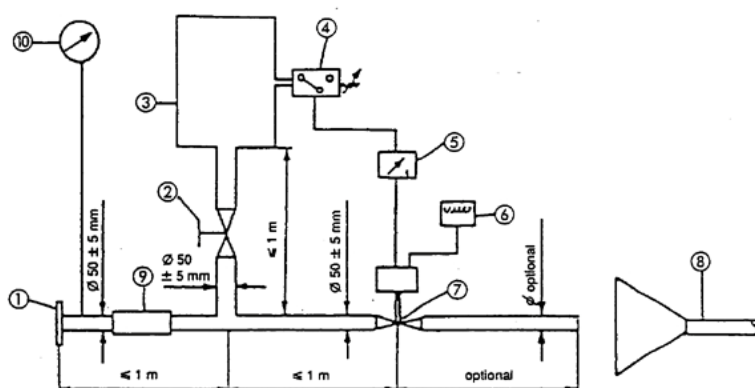 ⑩
④
③
⑤
②
⑥
≤ 1 m
Ø 50 ± 5 mm
Ø 50
± 5 mm
Ø 50 ± 5 mm
Ø optional
⑧
①
⑨
⑦
≤ 1 m
≤ 1 m
optional